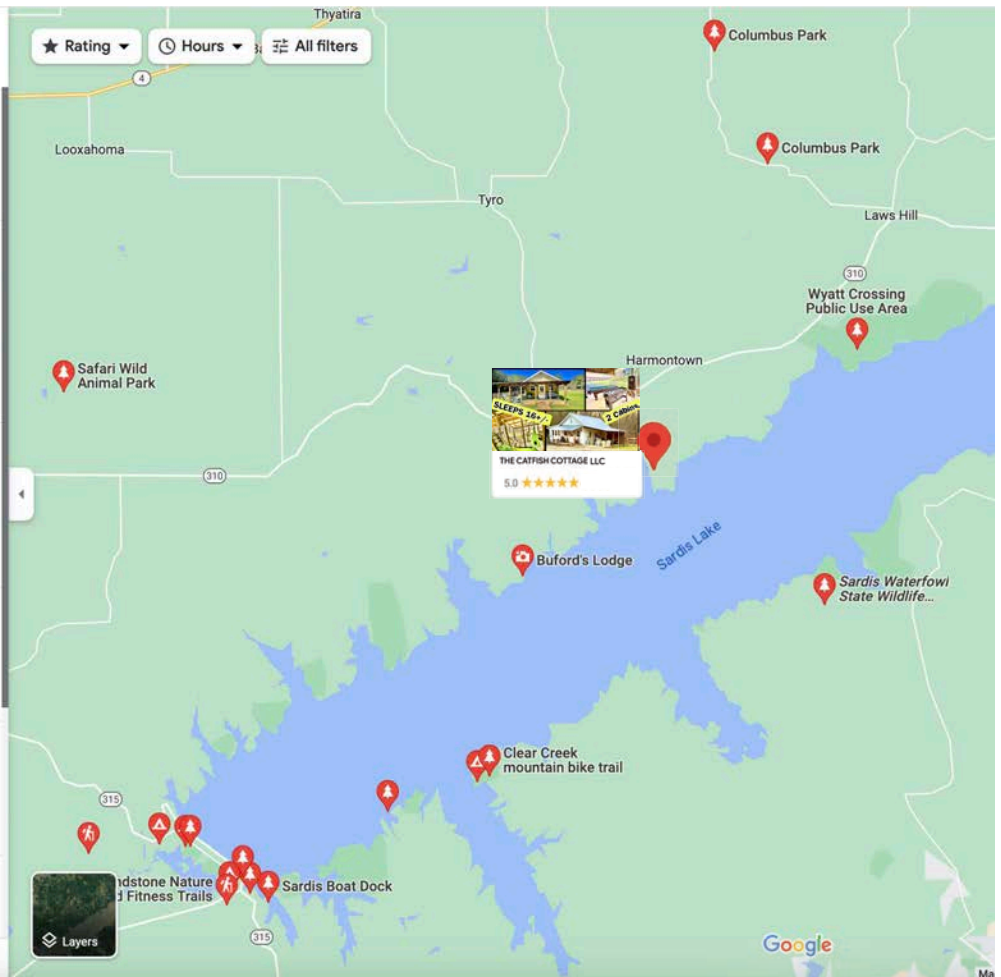 Thyatira
Rating
Hours
All filters
Columbus Park
4
Looxahoma
Columbus Park
Tyro
Laws Hill
310
Wyatt Crossing
Public Use Area
Harmontown
Safari Wild
Animal Park
SLEEPS 16+/-
2 Cabins
THE CATFISH COTTAGE LLC
5.0
310
Sardis Lake
Buford's Lodge
Sardis Waterfowl
State Wildlife...
Clear Creek
mountain bike trail
315
ndstone Nature
d Fitness Trails
Sardis Boat Dock
Layers
315
Google
Ma